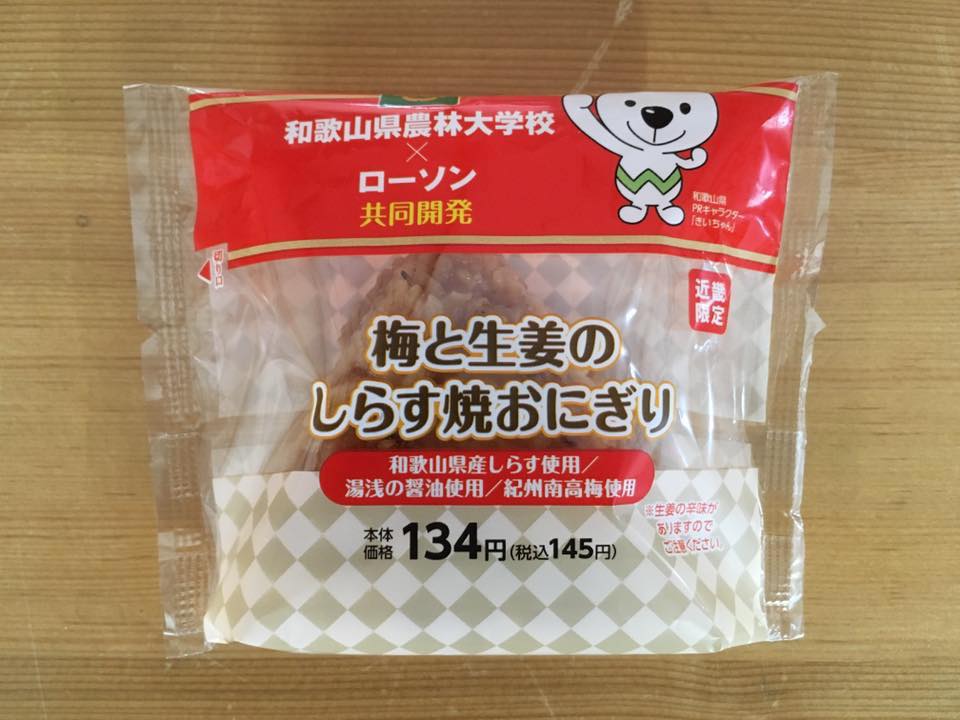 和歌山県農林大学校
×
ローソン
共同開発
和歌山県
PRキャラクター
「きいちゃん」
切り口
近畿
限定
梅と生姜の
しらす焼おにぎり
和歌山県産しらす使用/
湯浅の醤油使用/紀州南高梅使用
※生姜の辛味が
ありますので
ご注意ください。
本体
価格 134円(税込145円)